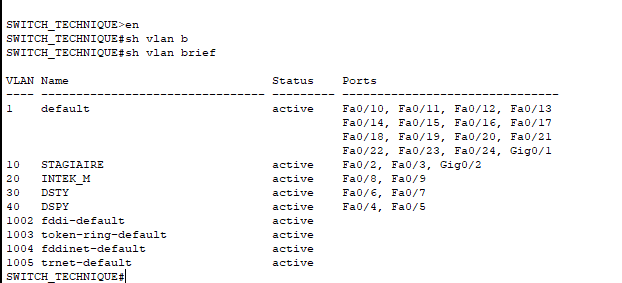 SWITCH_TECHNIQUE>en
SWITCH_TECHNIQUE#sh vlan b
SWITCH_TECHNIQUE#sh vlan brief
VLAN Name                             Status    Ports
---- -------------------------------- --------- -------------------------------
1    default                          active    Fa0/10, Fa0/11, Fa0/12, Fa0/13
                                                Fa0/14, Fa0/15, Fa0/16, Fa0/17
                                                Fa0/18, Fa0/19, Fa0/20, Fa0/21
                                                Fa0/22, Fa0/23, Fa0/24, Gig0/1
10   STAGIAIRE                        active    Fa0/2, Fa0/3, Gig0/2
20   INTEK_M                          active    Fa0/8, Fa0/9
30   DSTY                             active    Fa0/6, Fa0/7
40   DSPY                             active    Fa0/4, Fa0/5
1002 fddi-default                     active
1003 token-ring-default               active
1004 fddinet-default                  active
1005 trnet-default                    active
SWITCH_TECHNIQUE#